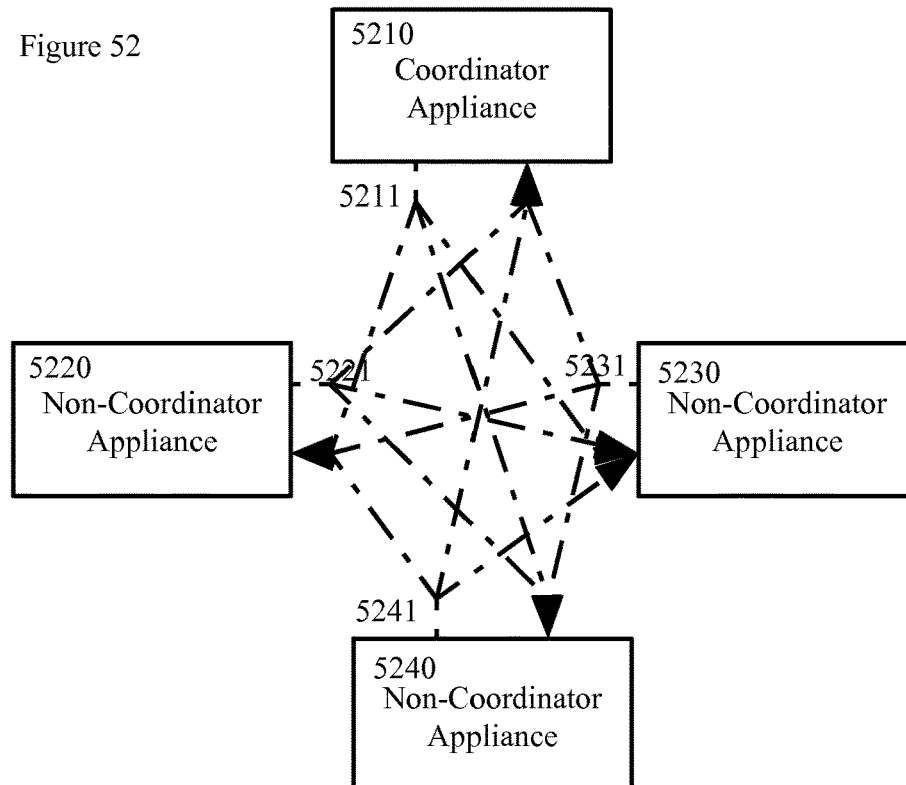 Figure 52
5210
Coordinator
Appliance
5211
5220
Non-Coordinator
Appliance
5221
5231
5230
Non-Coordinator
Appliance
5241
5240
Non-Coordinator
Appliance